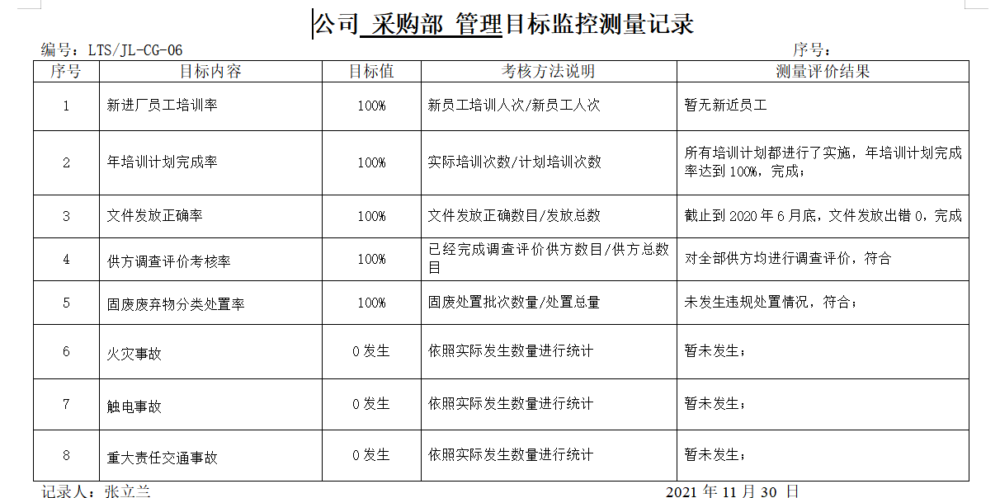 公司 采购部 管理目标监控测量记录
编号：LTS/JL-CG-06 序号：
序号 目标内容 目标值 考核方法说明 测量评价结果
1 新进厂员工培训率 100% 新员工培训人次/新员工人次 暂无新近员工
2 年培训计划完成率 100% 实际培训次数/计划培训次数 所有培训计划都进行了实施，年培训计划完成
率达到100%，完成；
3 文件发放正确率 100% 文件发放正确数目/发放总数 截止到2020年6月底，文件发放出错0，完成
4 供方调查评价考核率 100% 已经完成调查评价供方数目/供方总数
目 对全部供方均进行调查评价，符合
5 固废废弃物分类处置率 100% 固废处置批次数量/处置总量 未发生违规处置情况，符合；
6 火灾事故 0发生 依照实际发生数量进行统计 暂未发生；
7 触电事故 0发生 依照实际发生数量进行统计 暂未发生；
8 重大责任交通事故 0发生 依照实际发生数量进行统计 暂未发生；
记录人：张立兰 2021年11月30 日